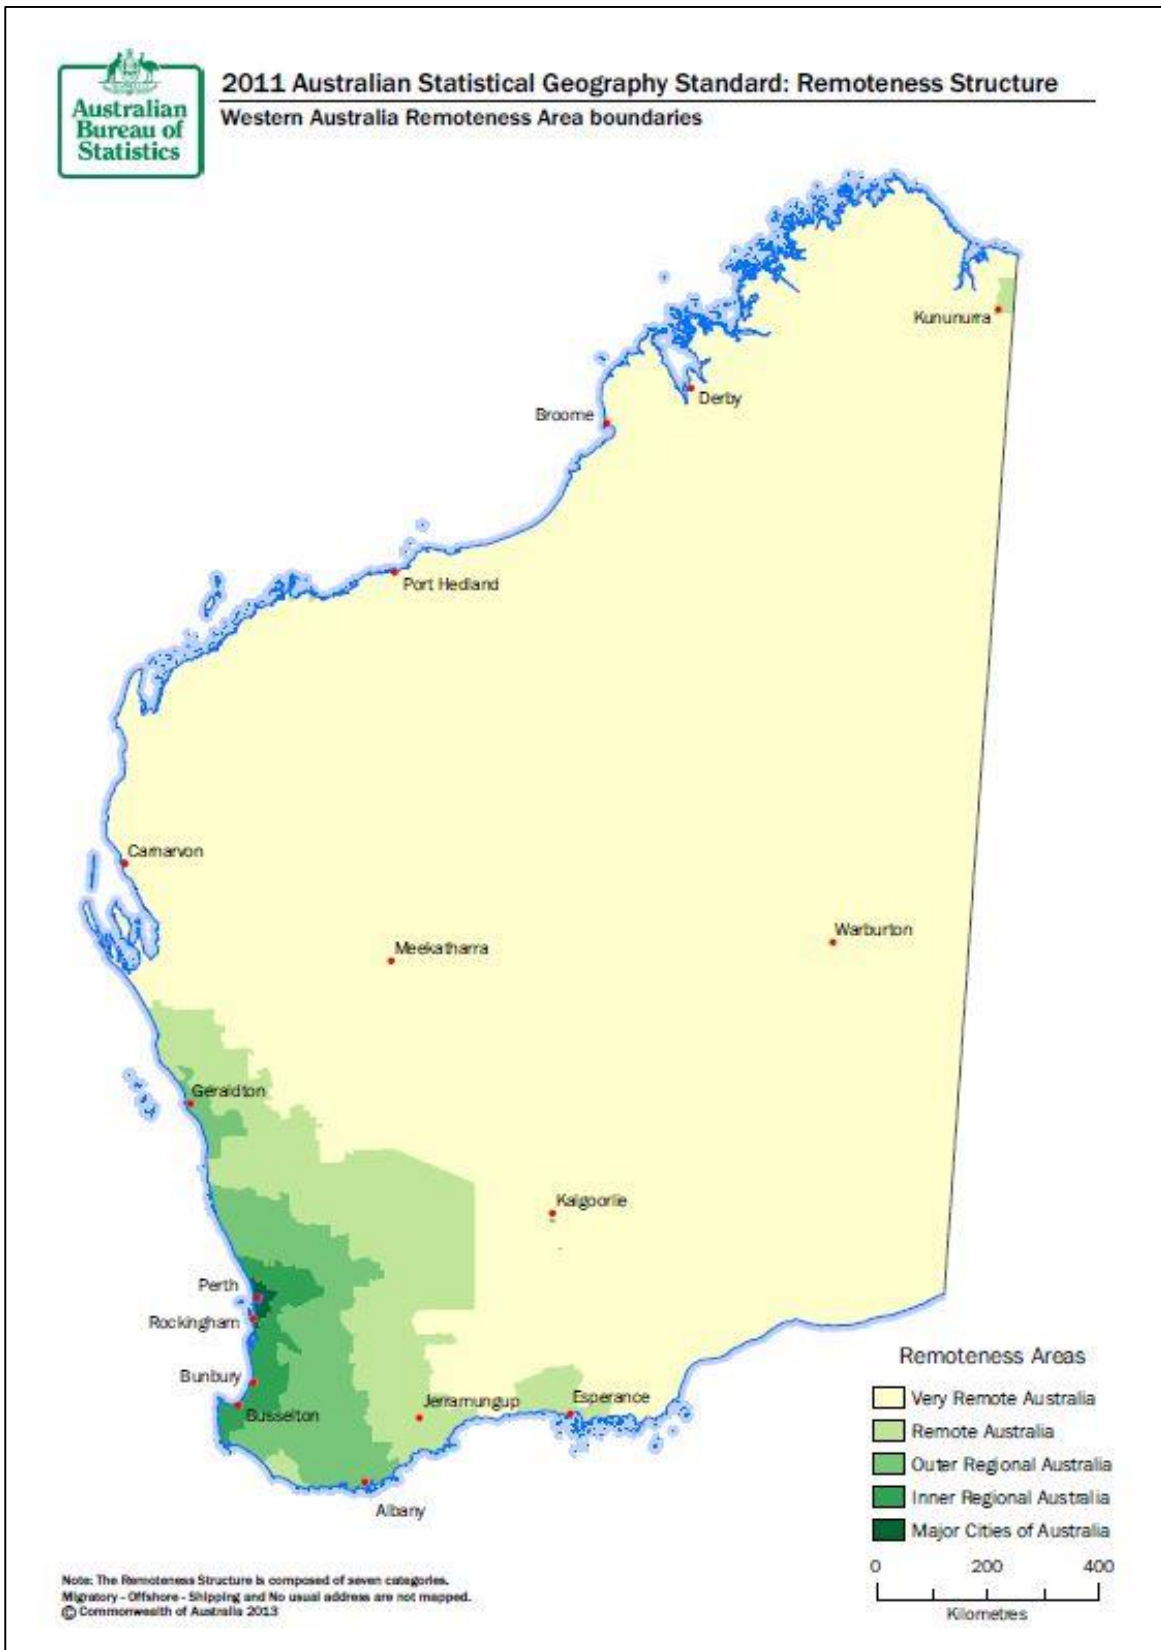 Australian
Bureau of
Statistics
2011 Australian Statistical Geography Standard: Remoteness Structure
Western Australia Remoteness Area boundaries
Kununurra
Derby
Broome
Port Hedland
Carnarvon
Warburton
Meekatharra
Geraldton
Kalgoorlie
Perth
Rockingham
Bunbury
Busselton
Jerramungup
Esperance
Albany
Remoteness Areas
Very Remote Australia
Remote Australia
Outer Regional Australia
Inner Regional Australia
Major Cities of Australia
0 200 400
Kilometres
Note: The Remoteness Structure is composed of seven categories.
Migratory - Offshore - Shipping and No usual address are not mapped.
© Commonwealth of Australia 2013